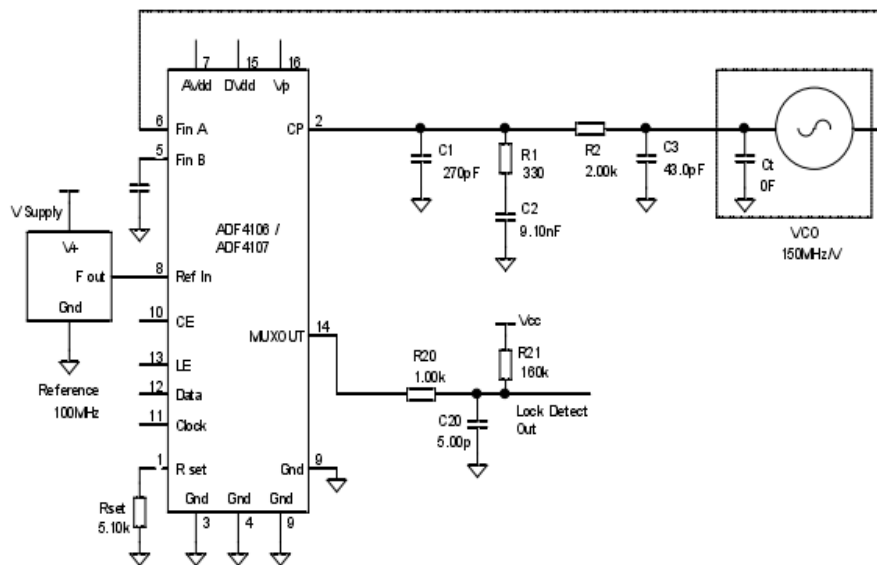 7 15 16
AVdd DVdd Vp
6 Fin A CP 2
5 Fin B
C1
270pF
R1
330
R2
2.00k
C3
43.0pF
Ct
0F
C2
9.10nF
V Supply
V+
F out
Gnd
ADF4106 /
ADF4107
VCO
150MHz/V
8 Ref In
10 CE
MUXOUT 14
Vcc
13 LE
12 Data
11 Clock
Reference
100MHz
R20
1.00k
R21
160k
C20
5.00p
Lock Detect
Out
1 R set Gnd 9
Rset
5.10k
Gnd Gnd Gnd
3 4 9